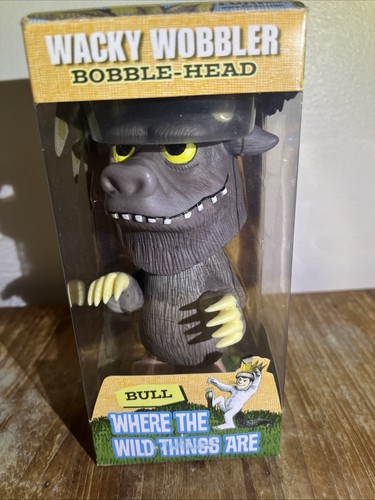 WACKY WOBBLER
BOBBLE-HEAD
BULL
WHERE THE
WILD THINGS ARE